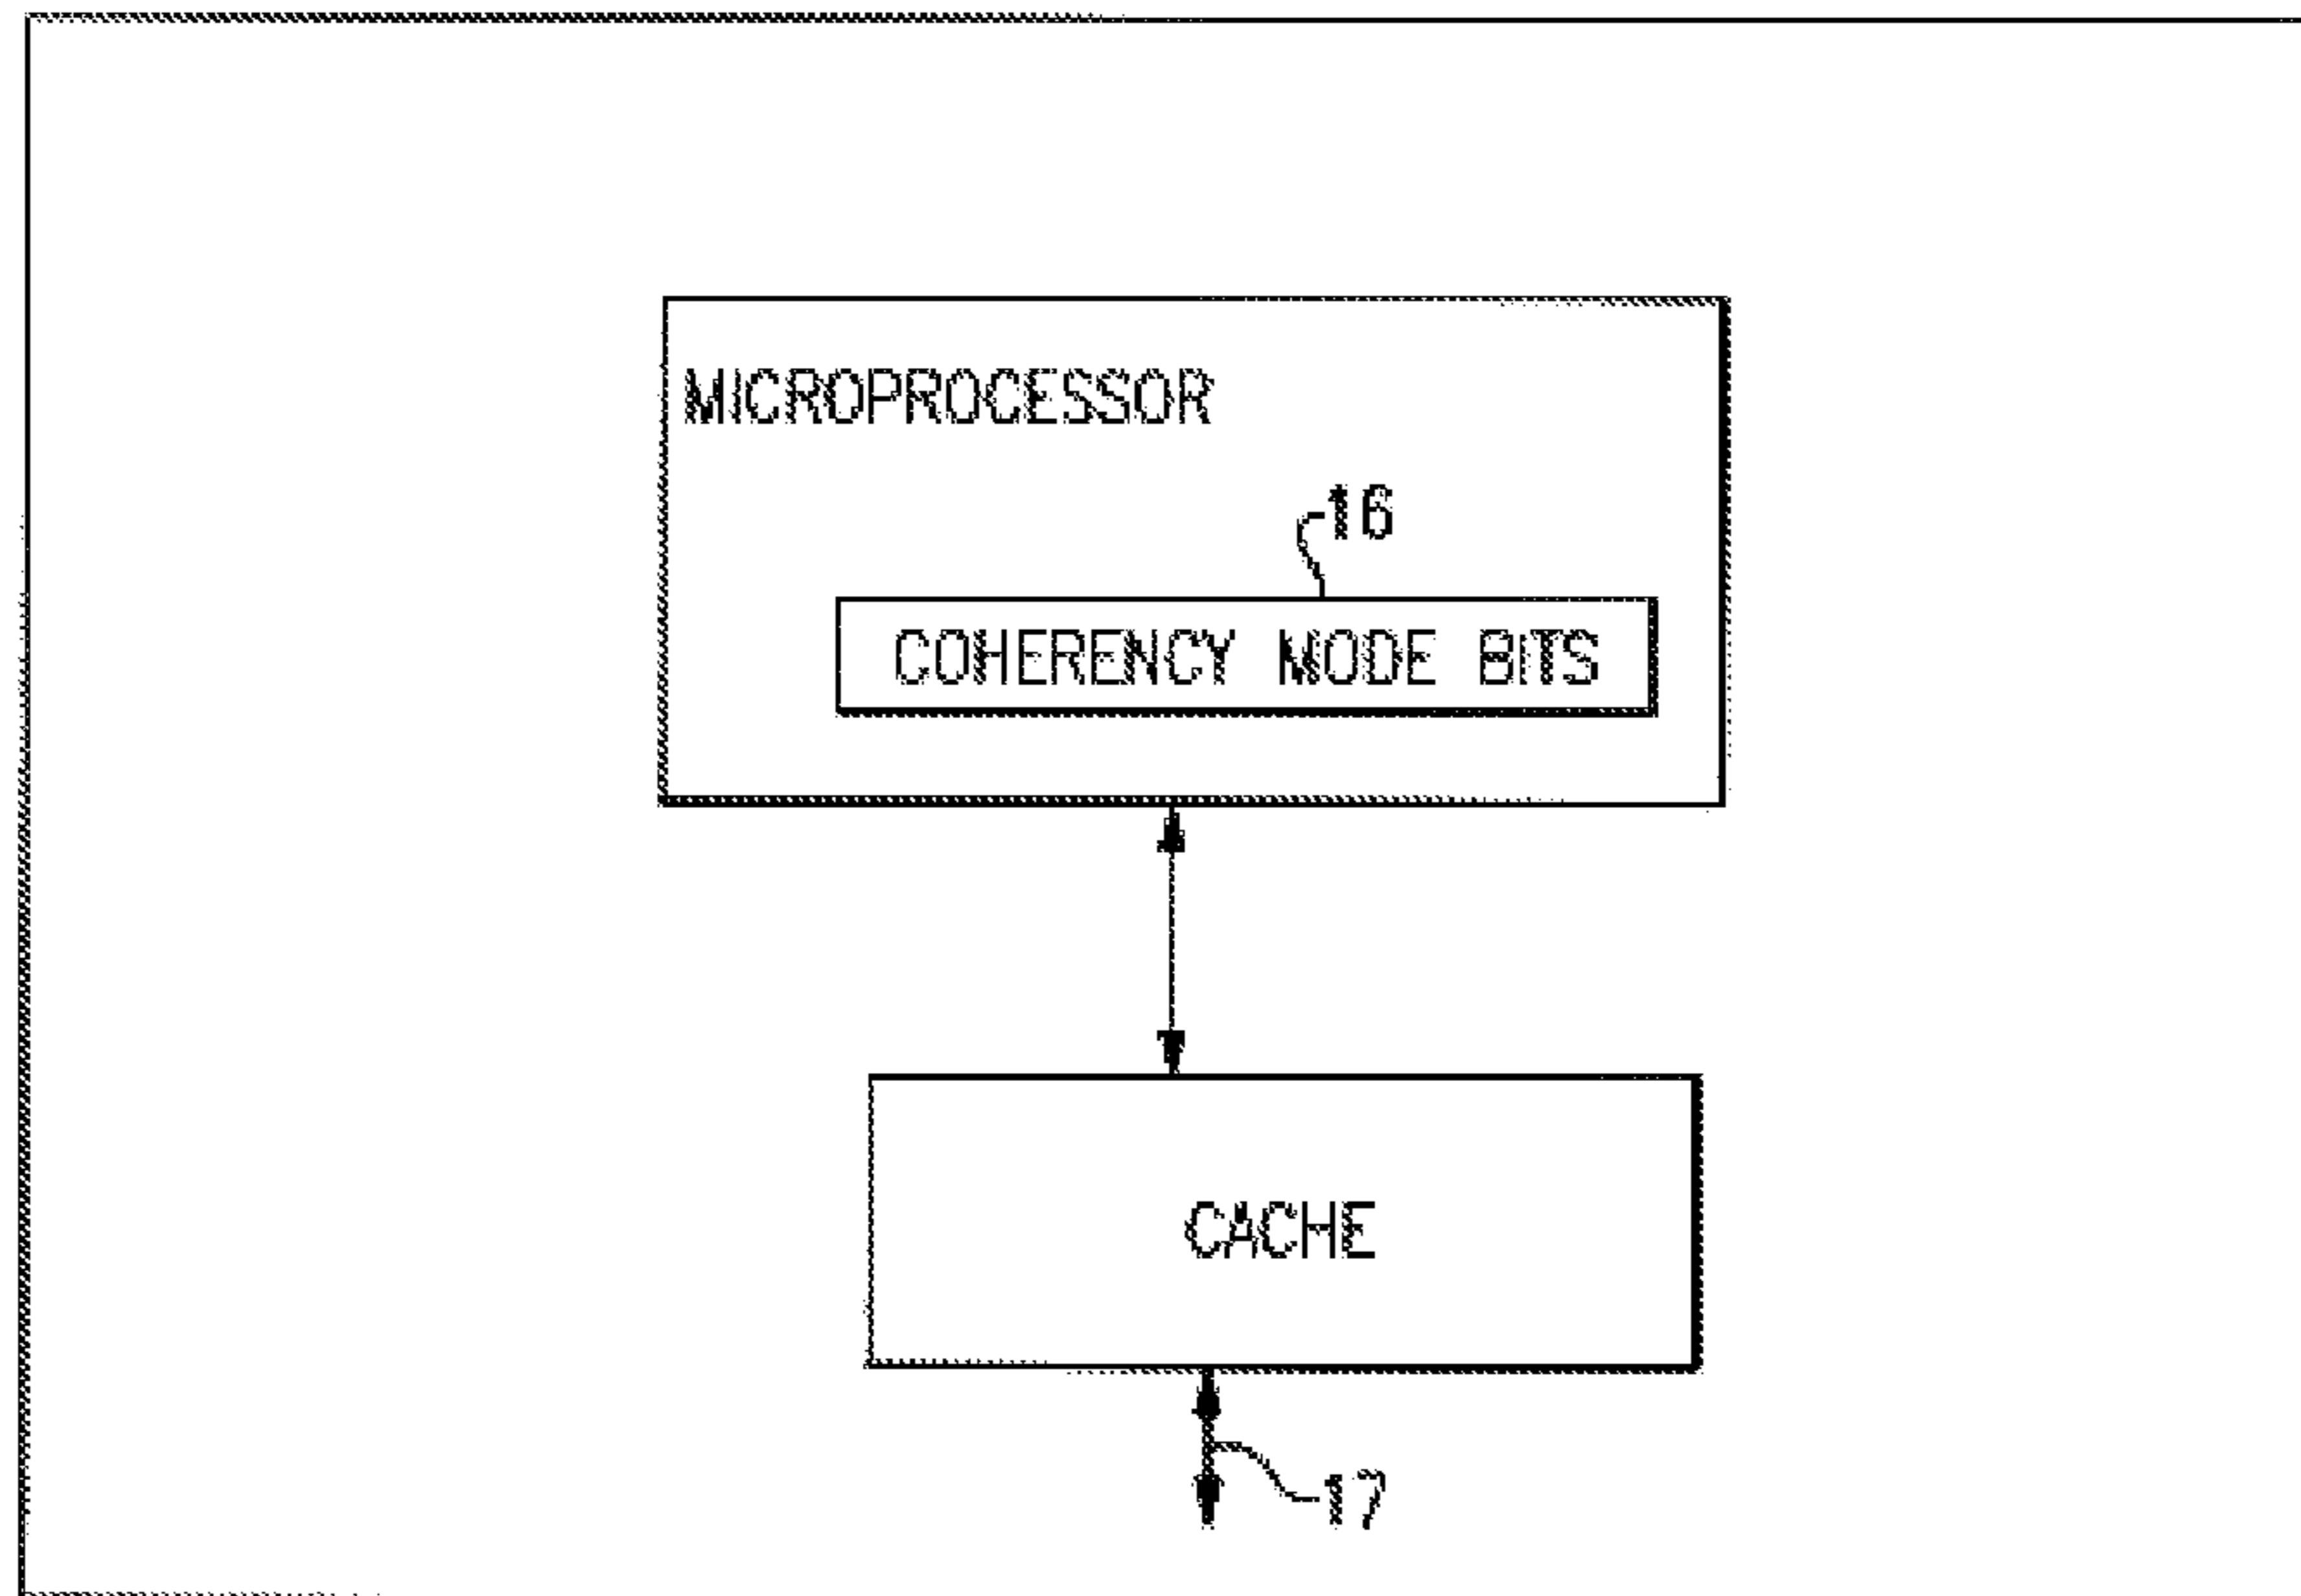 MICROPROCESSOR
16
COHERENCY MODE BITS
CACHE
17